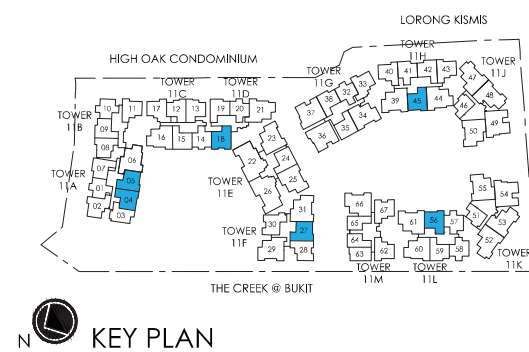 LORONG KISMIS
HIGH OAK CONDOMINIUM
TOWER
11H
TOWER
11C
TOWER
11D
TOWER
11G
TOWER
11J
40 41 42 43
47
10 11 17 12 13 19 20 21
37 38 32 33
39 45 44
48
46
TOWER
11B
09
16 15 14 18
23
36 35 34
50 49
08
06
22
24
07
05
25
TOWER
11A
01
04
TOWER
11E
26
02
03
55 54
66 67
31
51 53
65
61 56 57
TOWER
11F
30
27
52
64
60 59 58
29 28
63 62
TOWER
11M
TOWER
11L
TOWER
11K
THE CREEK @ BUKIT
N
KEY PLAN